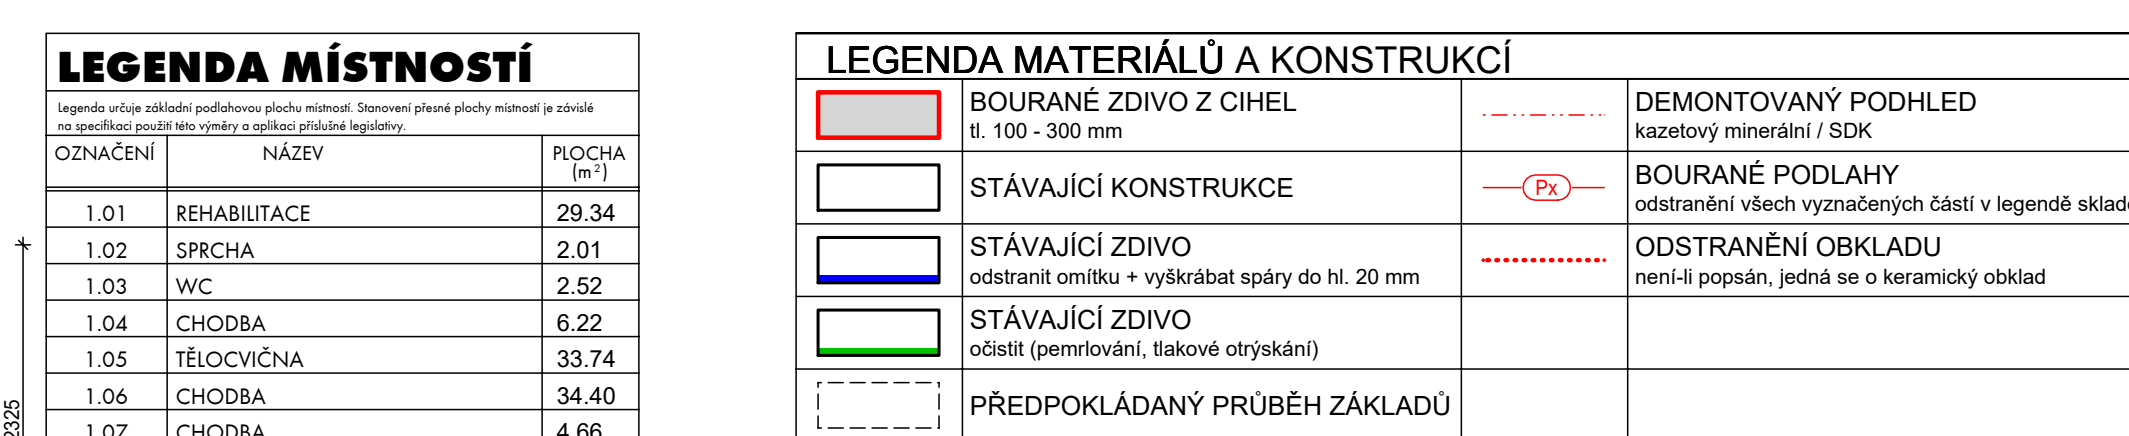 LEGENDA MÍSTNOSTÍ
Legenda určuje základní podlahovou plochu místností. Stanovení přesné plochy místností je závislé
na specifikaci použití této výměry a aplikaci příslušné legislativy.
OZNAČENÍ NÁZEV PLOCHA
(m²)
1.01 REHABILITACE 29.34
1.02 SPRCHA 2.01
1.03 WC 2.52
1.04 CHODBA 6.22
1.05 TĚLOCVIČNA 33.74
1.06 CHODBA 34.40
1.07 CHODBA 4.66
2325
LEGENDA MATERIÁLŮ A KONSTRUKCÍ
BOURANÉ ZDIVO Z CIHEL
tl. 100 - 300 mm
DEMONTOVANÝ PODHLED
kazetový minerální / SDK
STÁVAJÍCÍ KONSTRUKCE
Px
BOURANÉ PODLAHY
odstranění všech vyznačených částí v legendě
STÁVAJÍCÍ ZDIVO
odstranit omítku + vyškrábat spáry do hl. 20 mm
ODSTRANĚNÍ OBKLADU
není-li popsán, jedná se o keramický obklad
STÁVAJÍCÍ ZDIVO
očistit (pemrlování, tlakové otrýskání)
PŘEDPOKLÁDANÝ PRŮBĚH ZÁKLADŮ